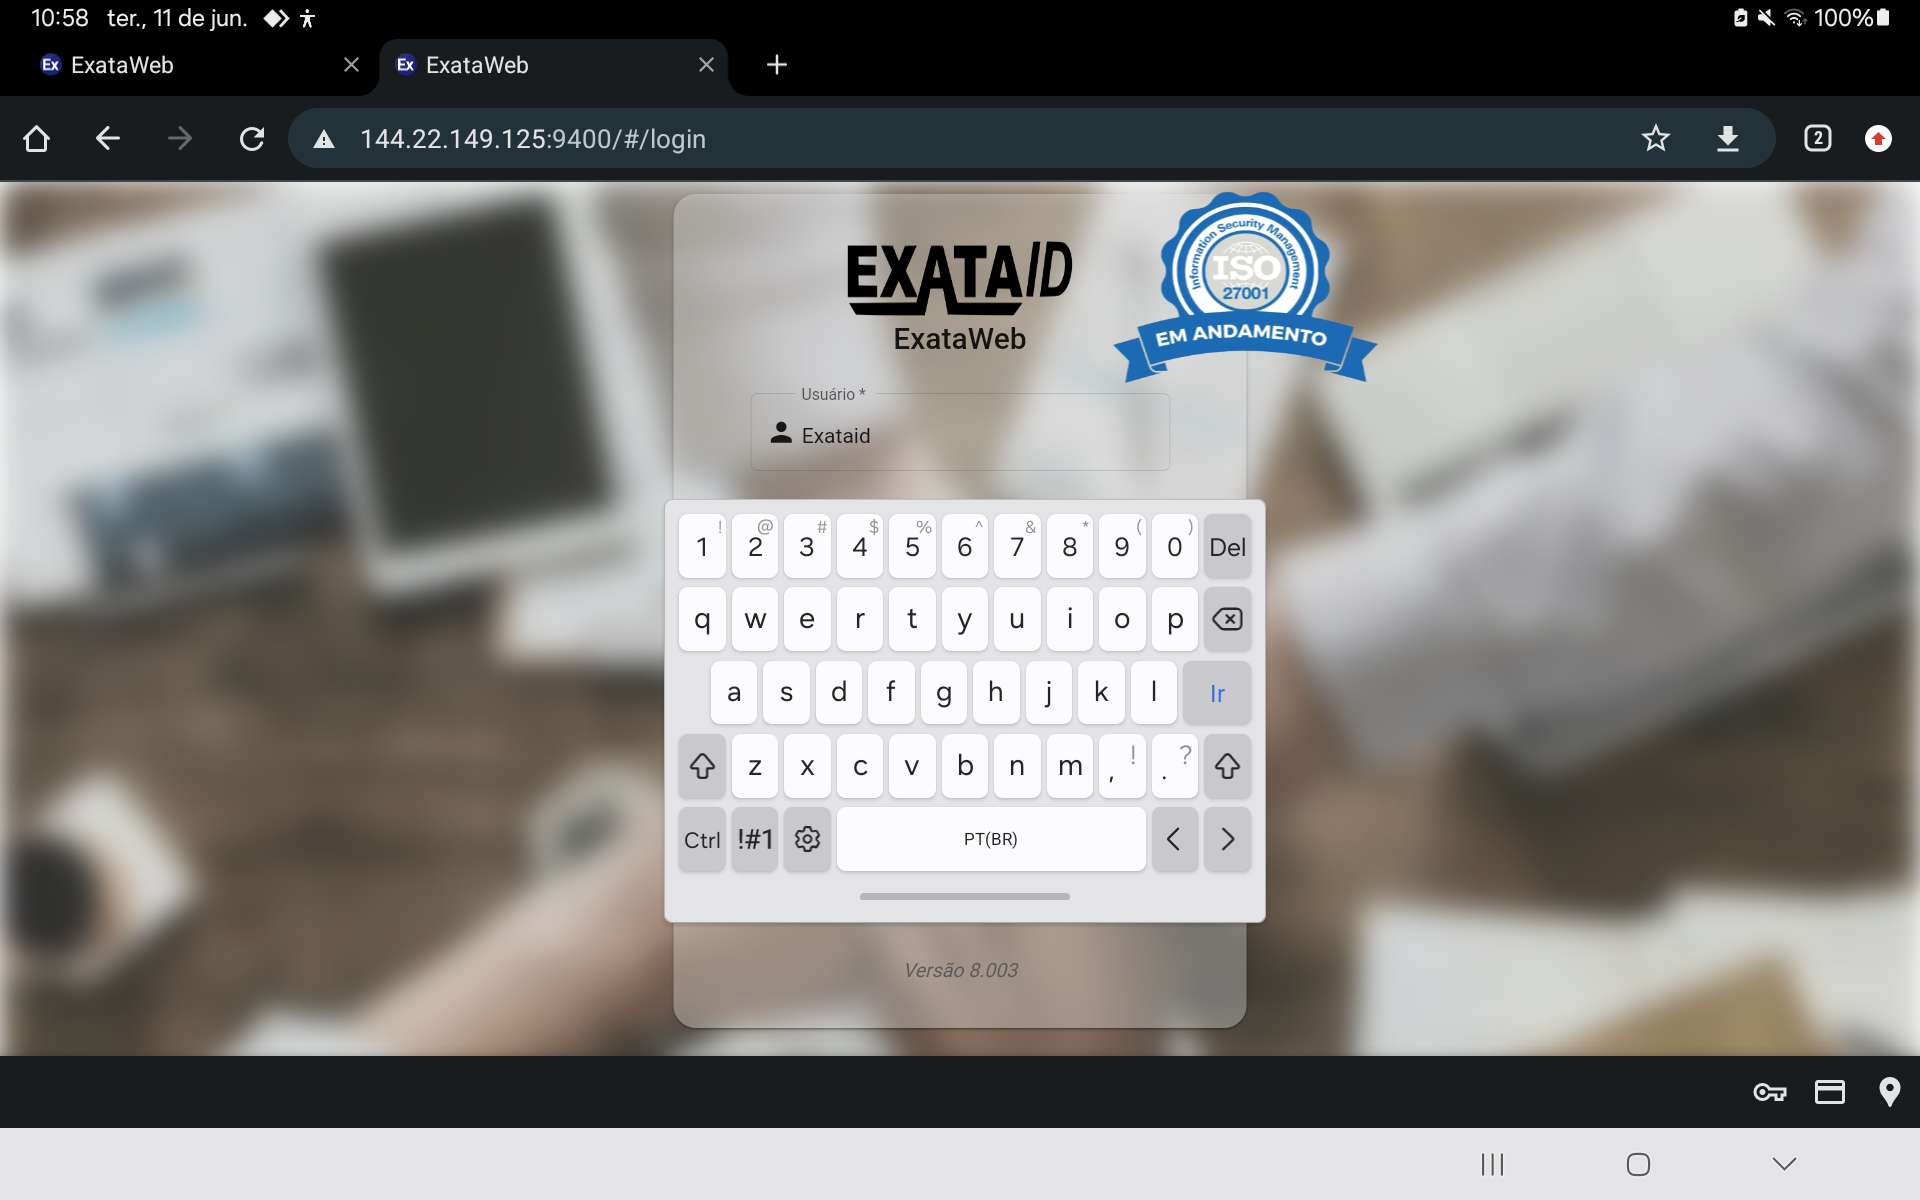 10:58 ter., 11 de jun. 100%
Ex ExataWeb
Ex ExataWeb
144.22.149.125:9400/#/login
2
EXATAID
ExataWeb
Information Security Management
ISO
27001
EM ANDAMENTO
Usuário *
Exataid
! @ # $ % ^ & * ( )
1 2 3 4 5 6 7 8 9 0 Del
q w e r t y u i o p
a s d f g h j k l Ir
! ?
z x c v b n m , .
Ctrl !#1 PT(BR) < >
Versão 8.003